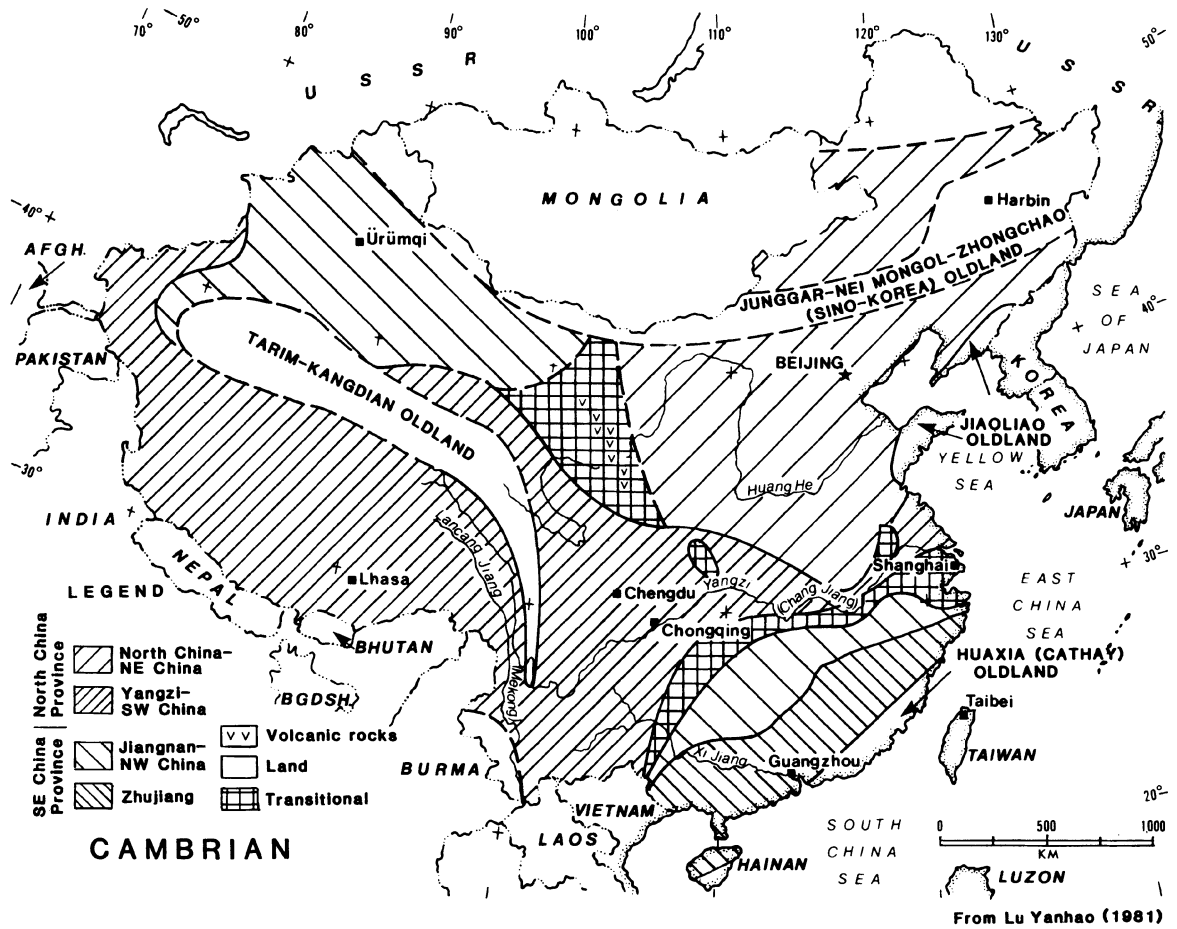 70°
50°
80°
90°
100°
110°
120°
130°
50°
U S S R
U S S R
40°
AFGH.
MONGOLIA
Harbin
Ürümqi
JUNGGAR-NEI MONGOL-ZHONGCHAO
(SINO-KOREA) OLDLAND
SEA
OF
JAPAN
40°
PAKISTAN
TARIM-KANGDIAN OLDLAND
BEIJING
KOREA
JIAOLIAO
OLDLAND
YELLOW
SEA
30°
Huang He
INDIA
JAPAN
Lancang Jiang
NEPAL
Lhasa
Shanghai
30°
Chengdu
Yangzi
(Chang Jiang)
EAST
CHINA
SEA
LEGEND
BHUTAN
Chongqing
HUAXIA (CATHAY)
OLDLAND
North China Province
North China-
NE China
Yangzi-
SW China
BGDSH.
(Mekong)
Taibei
SE China Province
Jiangnan-
NW China
Zhujiang
Volcanic rocks
Land
Transitional
BURMA
Xi Jiang
Guangzhou
TAIWAN
VIETNAM
LAOS
20°
CAMBRIAN
HAINAN
SOUTH
CHINA
SEA
0 500 1,000
KM
LUZON
From Lu Yanhao (1981)